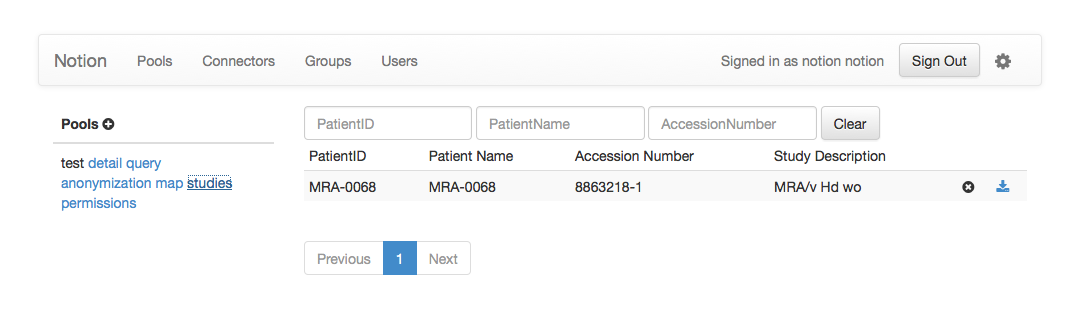 Notion Pools Connectors Groups Users Signed in as notion notion Sign Out
Pools
test detail query
anonymization map studies
permissions
PatientID PatientName AccessionNumber Clear
PatientID Patient Name Accession Number Study Description
MRA-0068 MRA-0068 8863218-1 MRA/v Hd wo
Previous 1 Next